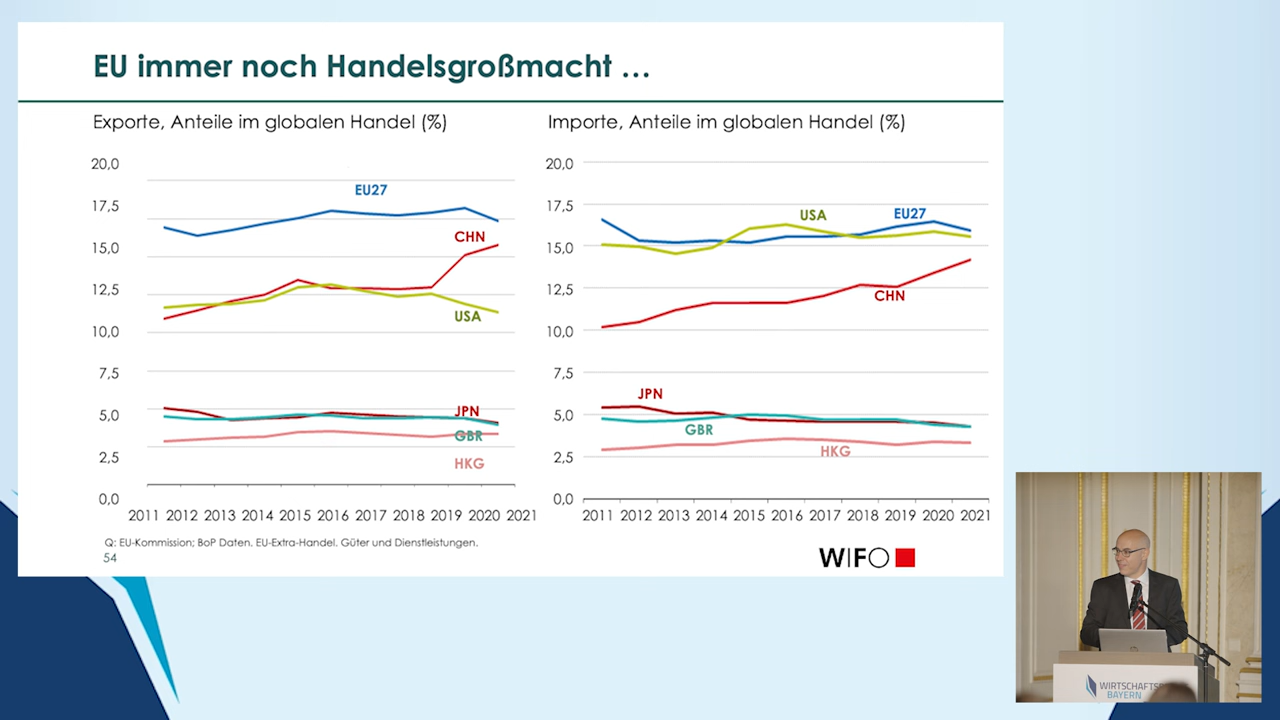 EU immer noch Handelsgroßmacht …
Exporte, Anteile im globalen Handel (%)
20,0
17,5
15,0
12,5
10,0
7,5
5,0
2,5
0,0
EU27
CHN
USA
JPN
GBR
HKG
2011 2012 2013 2014 2015 2016 2017 2018 2019 2020 2021
Importe, Anteile im globalen Handel (%)
20,0
17,5
15,0
12,5
10,0
7,5
5,0
2,5
0,0
USA
EU27
CHN
JPN
GBR
HKG
2011 2012 2013 2014 2015 2016 2017 2018 2019 2020 2021
Q: EU-Kommission; BoP Daten. EU-Extra-Handel. Güter und Dienstleistungen.
54
WIFO
BAYERN